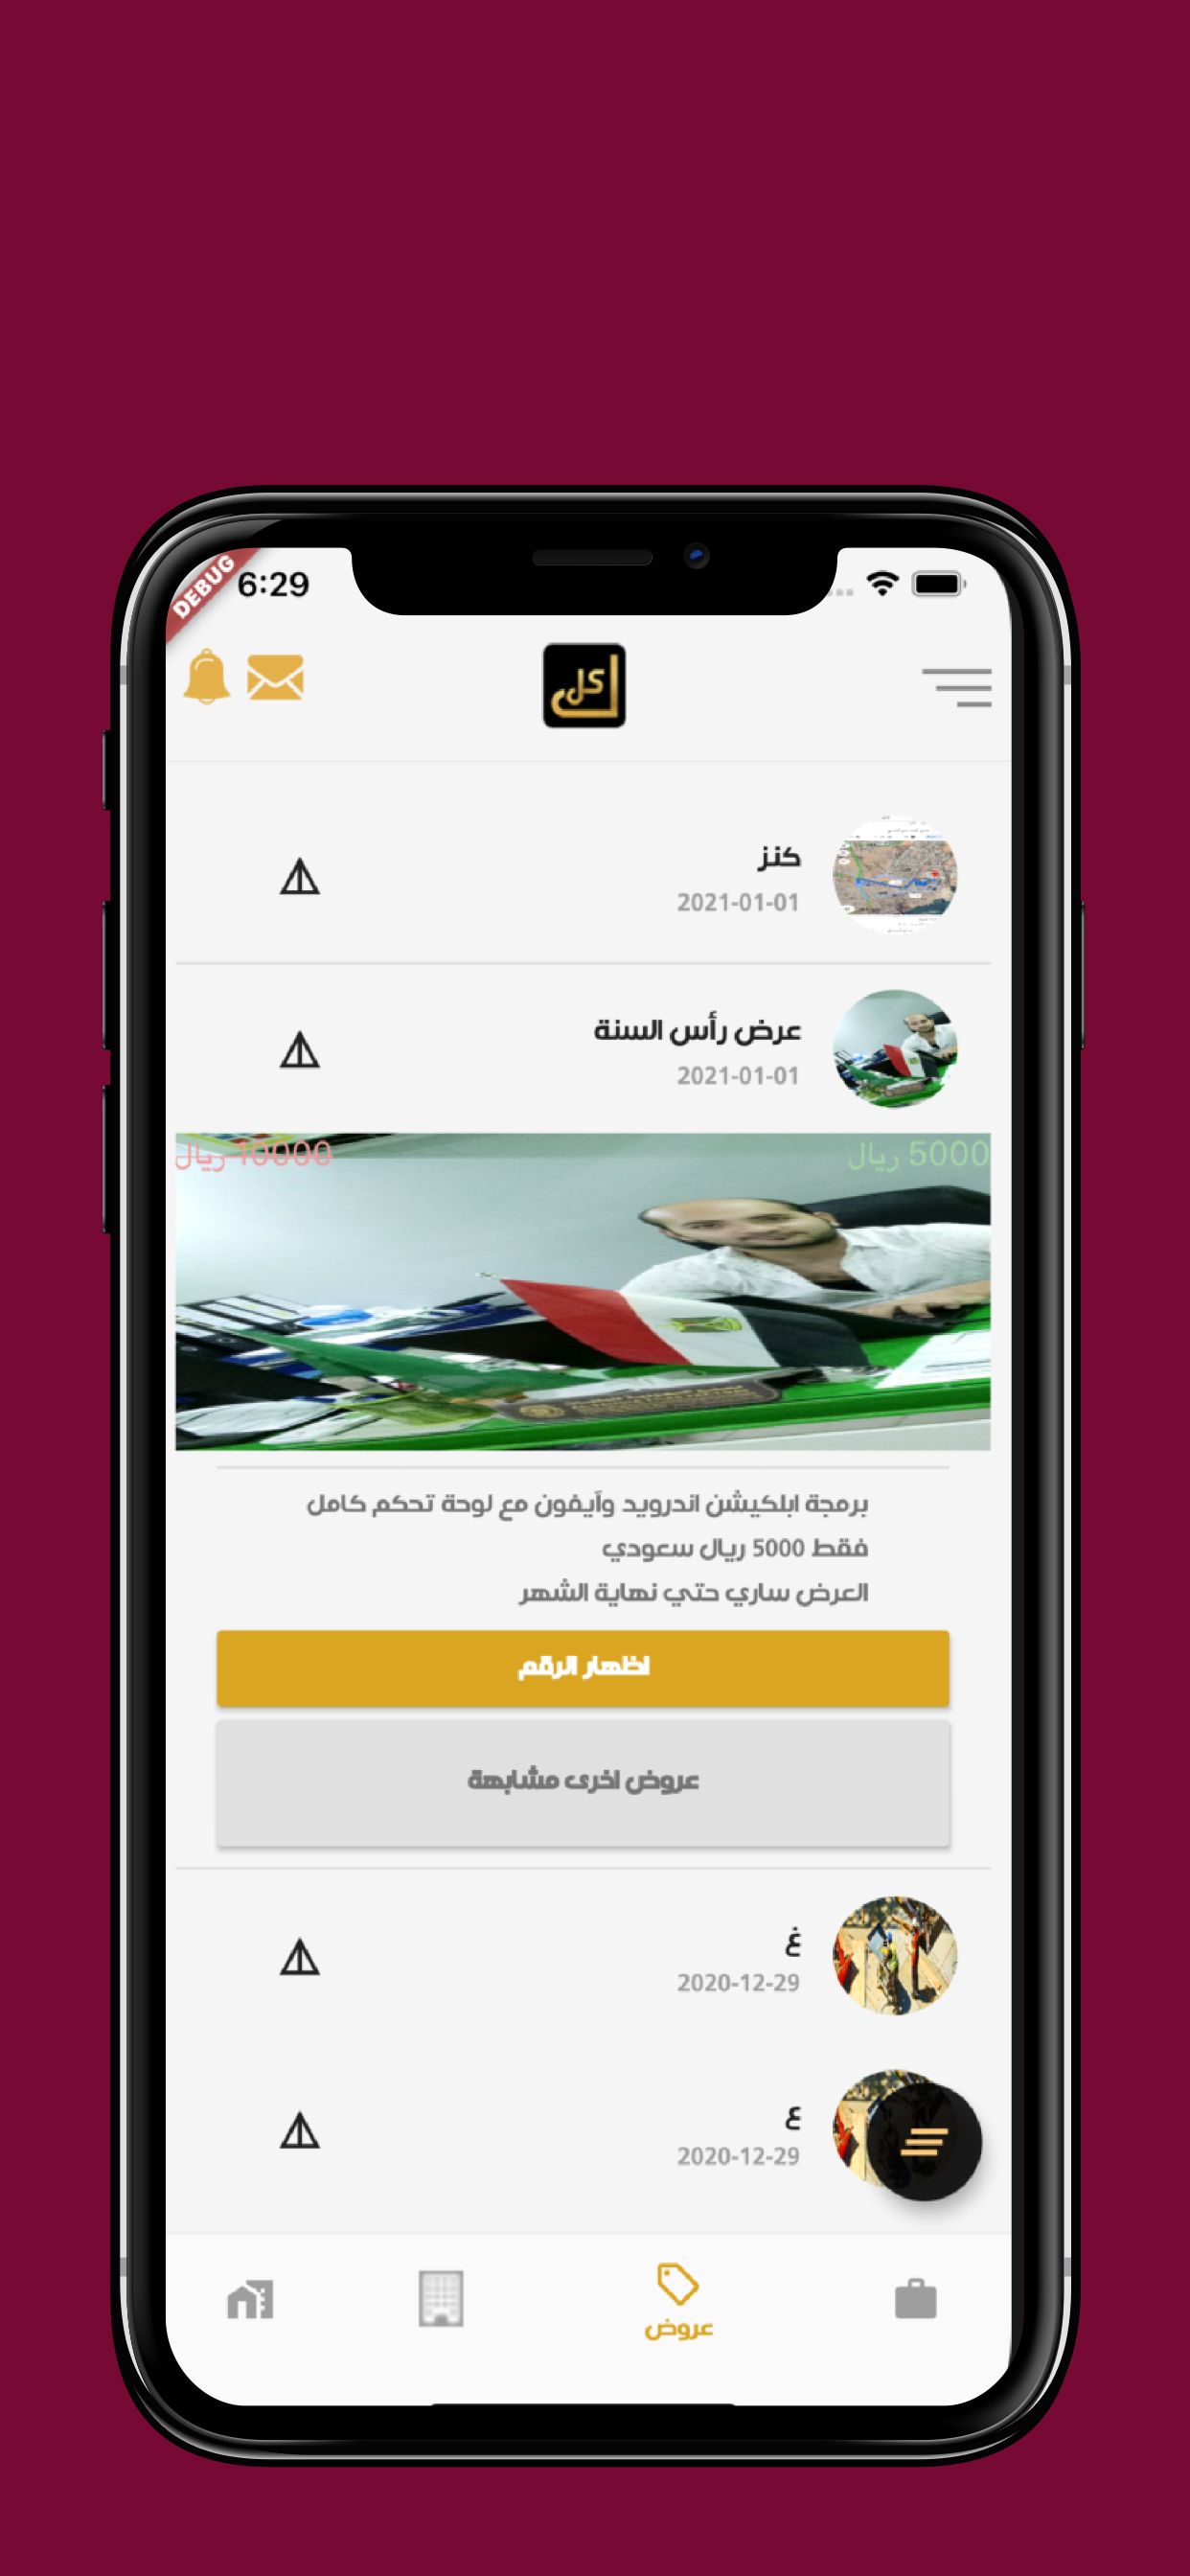 DEBUG
6:29
كل
كنز
2021-01-01
عرض رأس السنة
2021-01-01
5000 ريال
10000 ريال
برمجة ابلكيشن اندرويد وآيفون مع لوحة تحكم كامل
فقط 5000 ريال سعودي
العرض ساري حتي نهاية الشهر
اظهار الرقم
عروض اخرى مشابهة
غ
2020-12-29
ع
2020-12-29
عروض